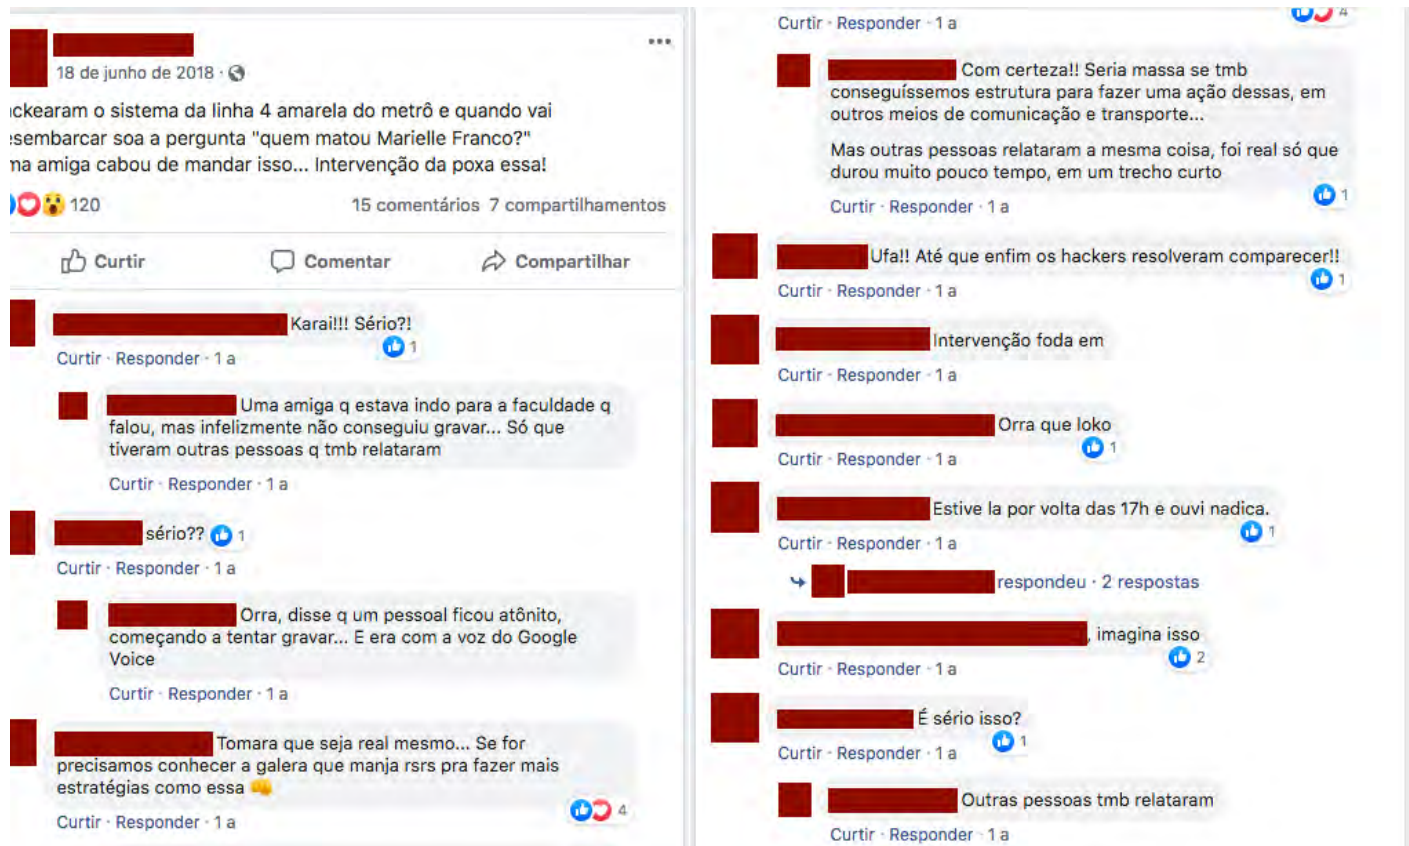 18 de junho de 2018 ·
ckearam o sistema da linha 4 amarela do metrô e quando vai
sembarcar soa a pergunta "quem matou Marielle Franco?"
ma amiga cabou de mandar isso... Intervenção da poxa essa!
120
15 comentários 7 compartilhamentos
Curtir Comentar Compartilhar
Karai!!! Sério?!
1
Curtir · Responder · 1 a
Uma amiga q estava indo para a faculdade q
falou, mas infelizmente não conseguiu gravar... Só que
tiveram outras pessoas q tmb relataram
Curtir · Responder · 1 a
sério?? 1
Curtir · Responder · 1 a
Orra, disse q um pessoal ficou atônito,
começando a tentar gravar... E era com a voz do Google
Voice
Curtir · Responder · 1 a
Tomara que seja real mesmo... Se for
precisamos conhecer a galera que manja rsrs pra fazer mais
estratégias como essa 👊
4
Curtir · Responder · 1 a
4
Curtir · Responder · 1 a
Com certeza!! Seria massa se tmb
conseguíssemos estrutura para fazer uma ação dessas, em
outros meios de comunicação e transporte...
Mas outras pessoas relataram a mesma coisa, foi real só que
durou muito pouco tempo, em um trecho curto
1
Curtir · Responder · 1 a
Ufa!! Até que enfim os hackers resolveram comparecer!!
1
Curtir · Responder · 1 a
Intervenção foda em
Curtir · Responder · 1 a
Orra que loko
1
Curtir · Responder · 1 a
Estive la por volta das 17h e ouvi nadica.
1
Curtir · Responder · 1 a
respondeu · 2 respostas
, imagina isso
2
Curtir · Responder · 1 a
É sério isso?
1
Curtir · Responder · 1 a
Outras pessoas tmb relataram
Curtir · Responder · 1 a